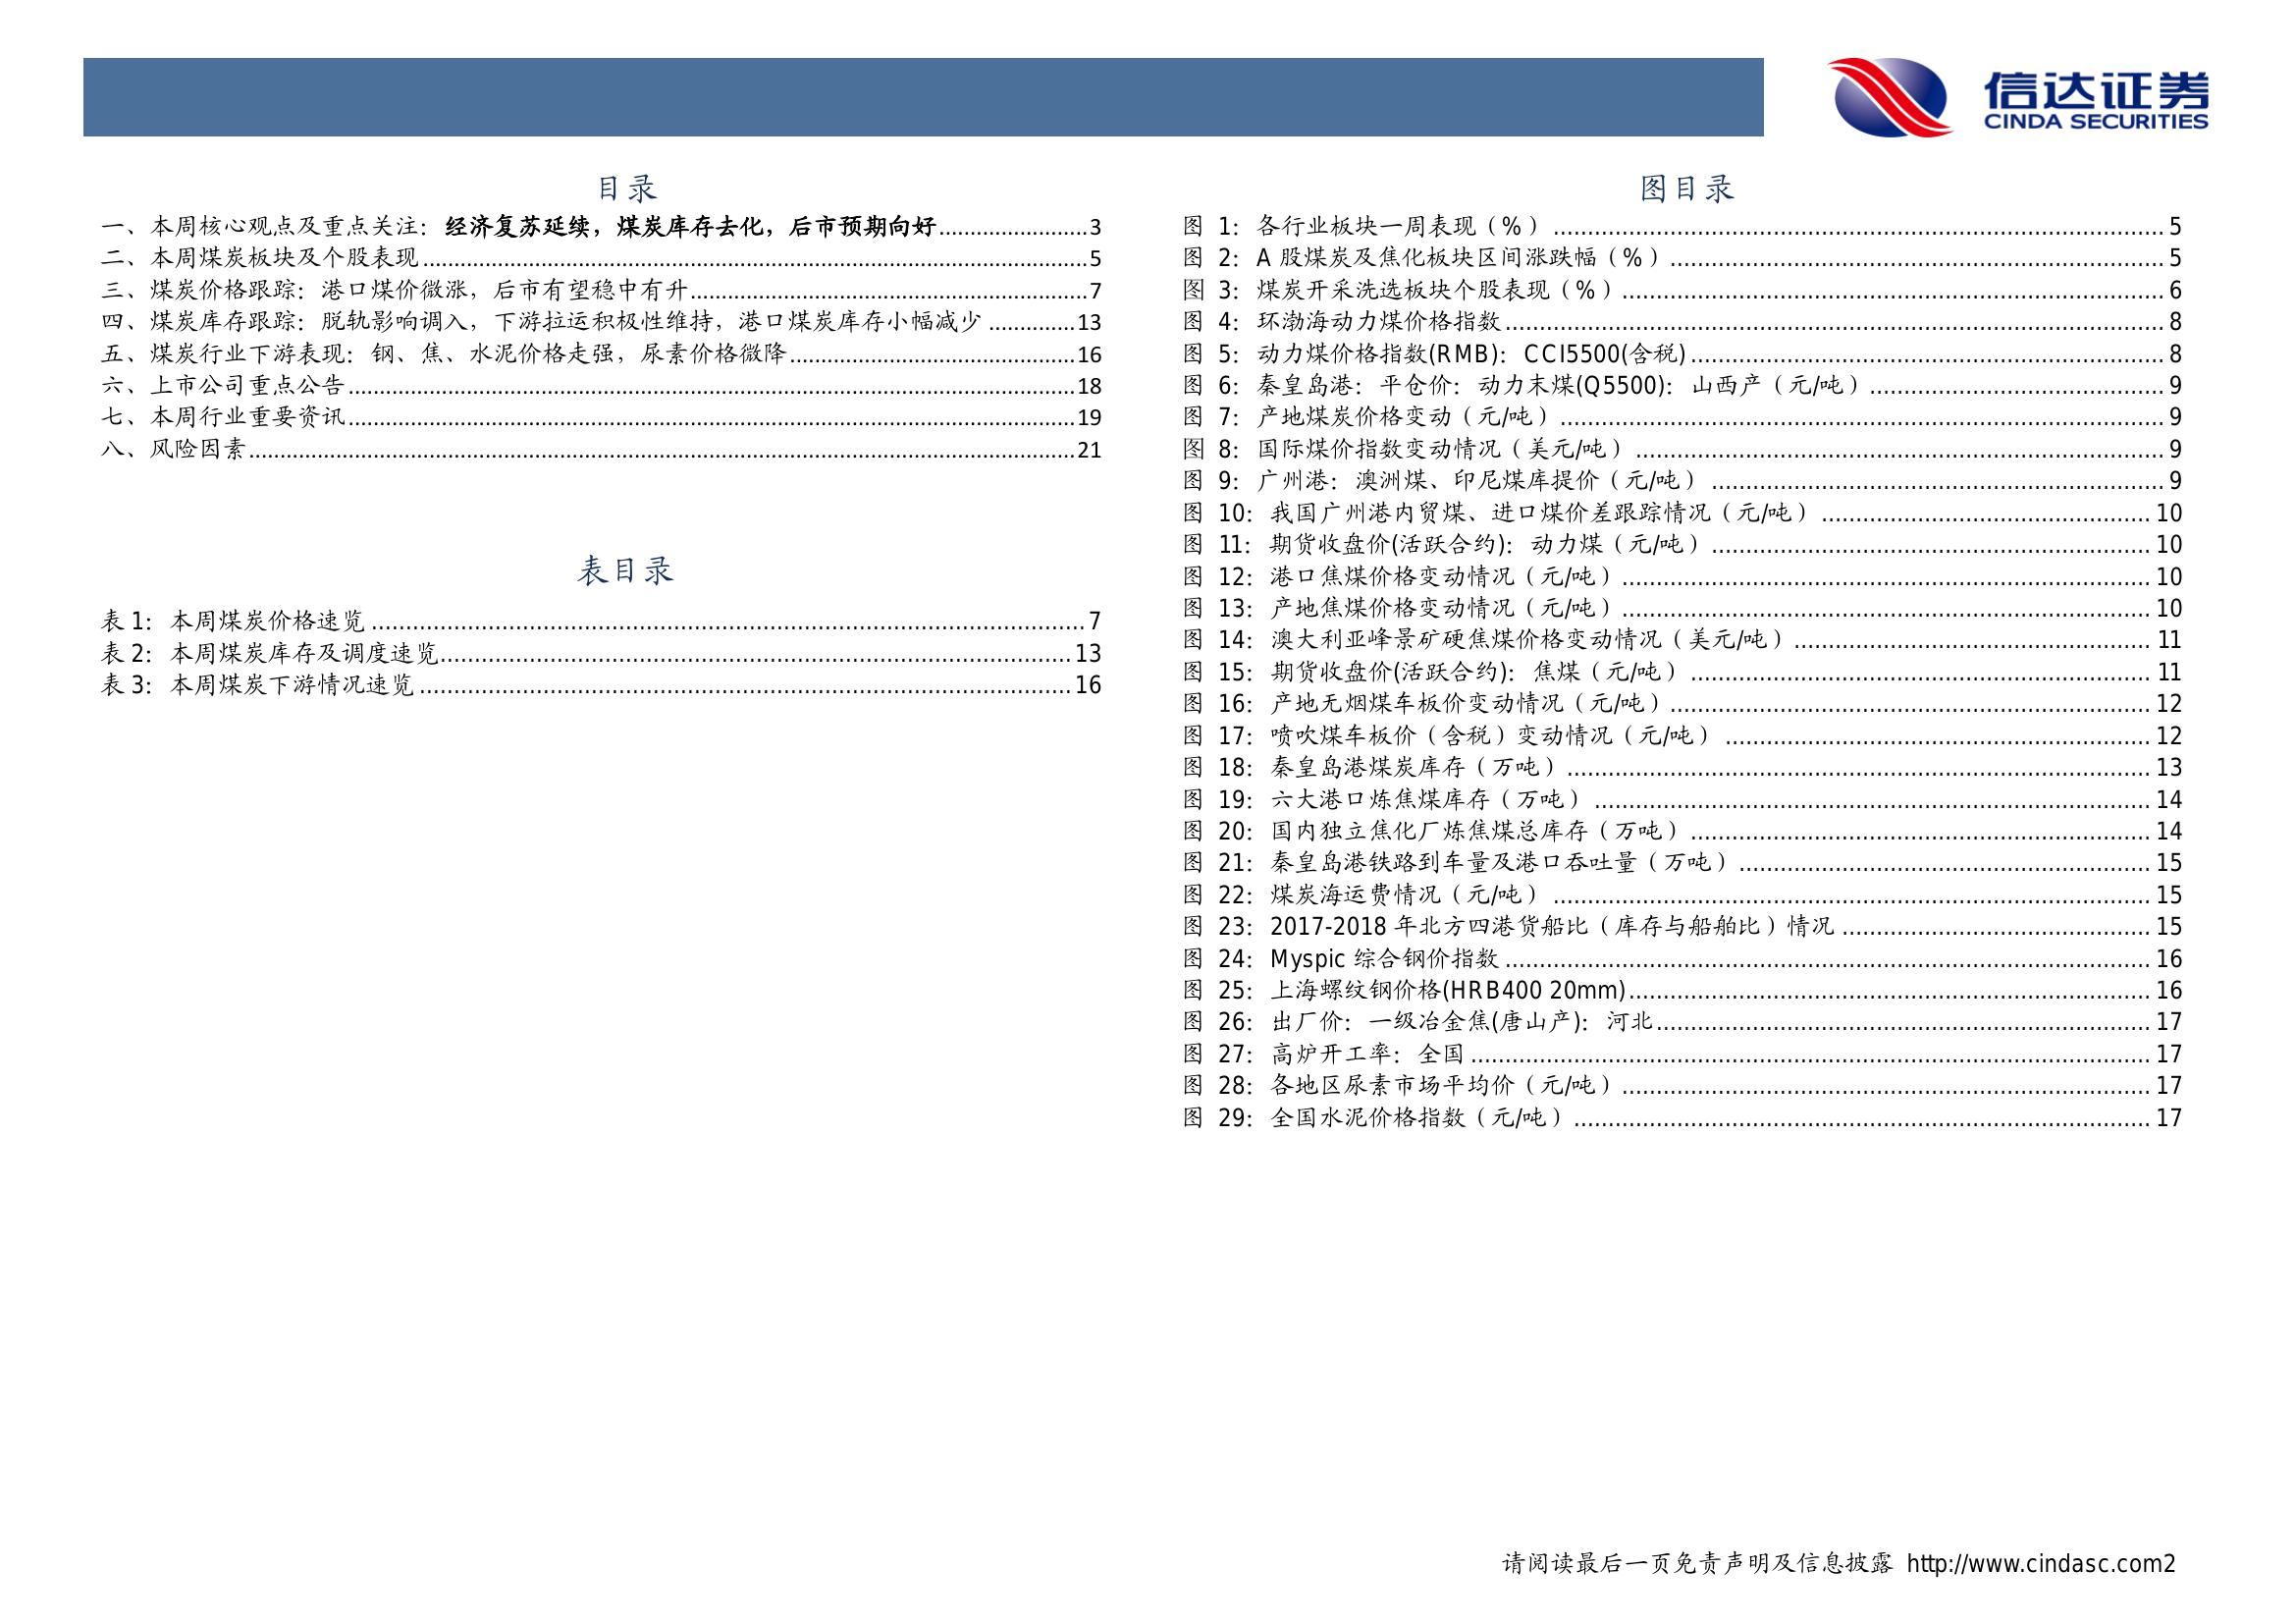 信达证券
CINDA SECURITIES
目录
一、本周核心观点及重点关注：经济复苏延续，煤炭库存去化，后市预期向好........................3
二、本周煤炭板块及个股表现........................5
三、煤炭价格跟踪：港口煤价微涨，后市有望稳中有升........................7
四、煤炭库存跟踪：脱轨影响调入，下游拉运积极性维持，港口煤炭库存小幅减少..............13
五、煤炭行业下游表现：钢、焦、水泥价格走强，尿素价格微降........................16
六、上市公司重点公告........................18
七、本周行业重要资讯........................19
八、风险因素........................21
表目录
表 1：本周煤炭价格速览........................7
表 2：本周煤炭库存及调度速览........................13
表 3：本周煤炭下游情况速览........................16
图目录
图 1：各行业板块一周表现（%）........................5
图 2：A 股煤炭及焦化板块区间涨跌幅（%）........................5
图 3：煤炭开采洗选板块个股表现（%）........................6
图 4：环渤海动力煤价格指数........................8
图 5：动力煤价格指数(RMB)：CCI5500(含税)........................8
图 6：秦皇岛港：平仓价：动力末煤(Q5500)：山西产（元/吨）........................9
图 7：产地煤炭价格变动（元/吨）........................9
图 8：国际煤价指数变动情况（美元/吨）........................9
图 9：广州港：澳洲煤、印尼煤库提价（元/吨）........................9
图 10：我国广州港内贸煤、进口煤价差跟踪情况（元/吨）........................10
图 11：期货收盘价(活跃合约)：动力煤（元/吨）........................10
图 12：港口焦煤价格变动情况（元/吨）........................10
图 13：产地焦煤价格变动情况（元/吨）........................10
图 14：澳大利亚峰景矿硬焦煤价格变动情况（美元/吨）........................11
图 15：期货收盘价(活跃合约)：焦煤（元/吨）........................11
图 16：产地无烟煤车板价变动情况（元/吨）........................12
图 17：喷吹煤车板价（含税）变动情况（元/吨）........................12
图 18：秦皇岛港煤炭库存（万吨）........................13
图 19：六大港口炼焦煤库存（万吨）........................14
图 20：国内独立焦化厂炼焦煤总库存（万吨）........................14
图 21：秦皇岛港铁路到车量及港口吞吐量（万吨）........................15
图 22：煤炭海运费情况（元/吨）........................15
图 23：2017-2018 年北方四港货船比（库存与船舶比）情况........................15
图 24：Myspic 综合钢价指数........................16
图 25：上海螺纹钢价格(HRB400 20mm)........................16
图 26：出厂价：一级冶金焦(唐山产)：河北........................17
图 27：高炉开工率：全国........................17
图 28：各地区尿素市场平均价（元/吨）........................17
图 29：全国水泥价格指数（元/吨）........................17
请阅读最后一页免责声明及信息披露 http://www.cindasc.com2